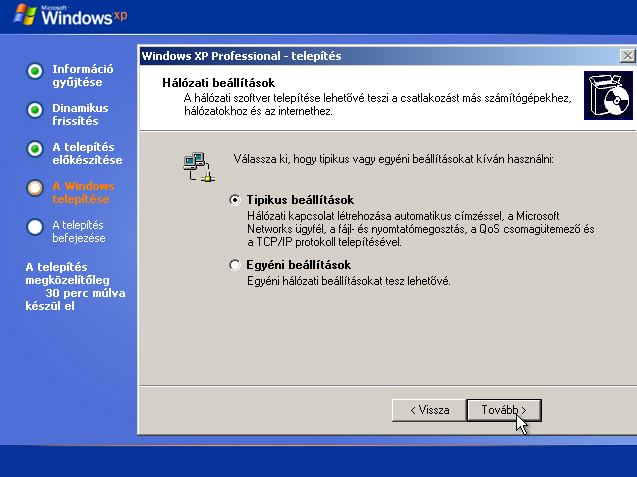 Microsoft
Windows xp
Információ
gyűjtése
Dinamikus
frissítés
A telepítés
előkészítése
A Windows
telepítése
A telepítés
befejezése
A telepítés
megközelítőleg
30 perc múlva
készül el
Windows XP Professional - telepítés
Hálózati beállítások
A hálózati szoftver telepítése lehetővé teszi a csatlakozást más számítógépekhez,
hálózatokhoz és az internethez.
Válassza ki, hogy tipikus vagy egyéni beállításokat kíván használni:
Tipikus beállítások
Hálózati kapcsolat létrehozása automatikus címzéssel, a Microsoft
Networks ügyfél, a fájl- és nyomtatómegosztás, a QoS csomagütemező és
a TCP/IP protokoll telepítésével.
Egyéni beállítások
Egyéni hálózati beállításokat tesz lehetővé.
< Vissza
Tovább >